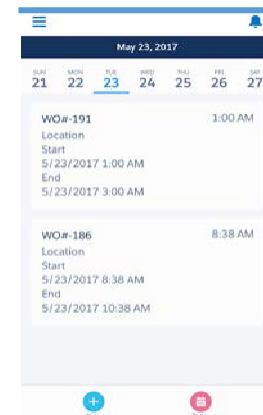 May 23, 2017
SUN MON TUE WED THU FRI SAT
21 22 23 24 25 26 27
WO#-191 1:00 AM
Location
Start
5/23/2017 1:00 AM
End
5/23/2017 3:00 AM
WO#-186 8:38 AM
Location
Start
5/23/2017 8:38 AM
End
5/23/2017 10:38 AM